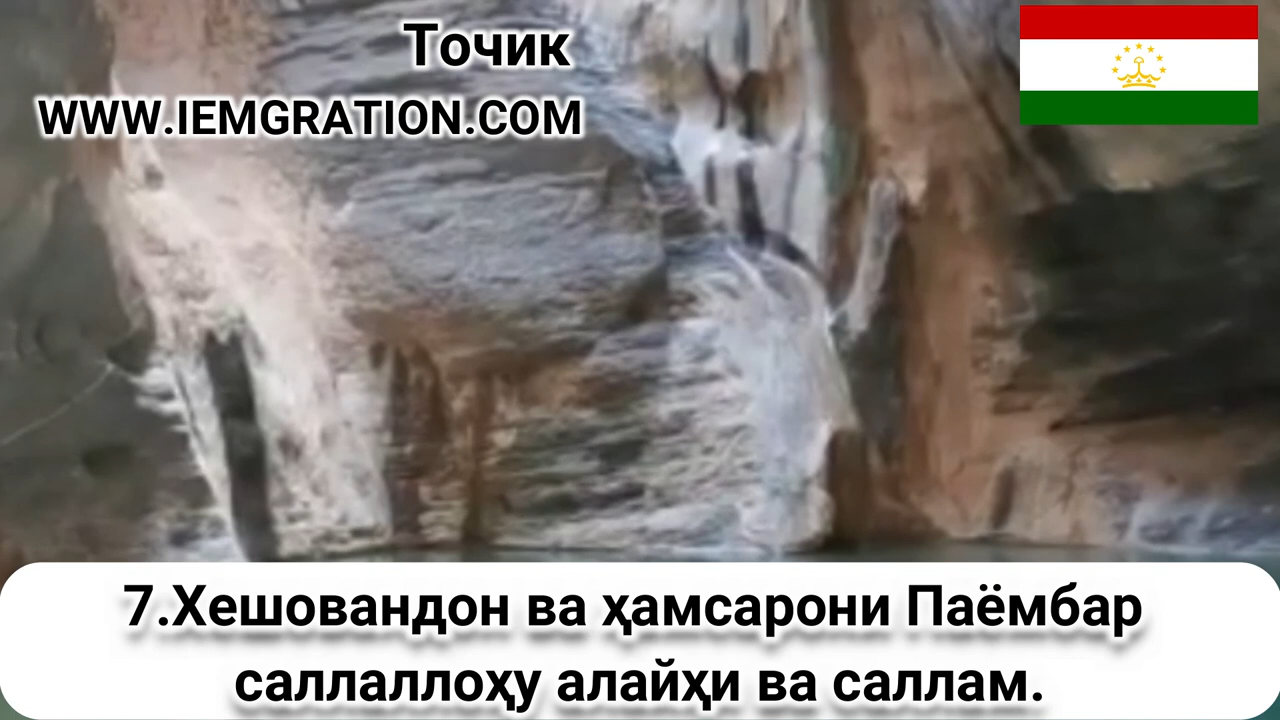 Точик
WWW.IEMGRATION.COM
7.Хешовандон ва ҳамсарони Паёмбар
саллаллоҳу алайҳи ва саллам.